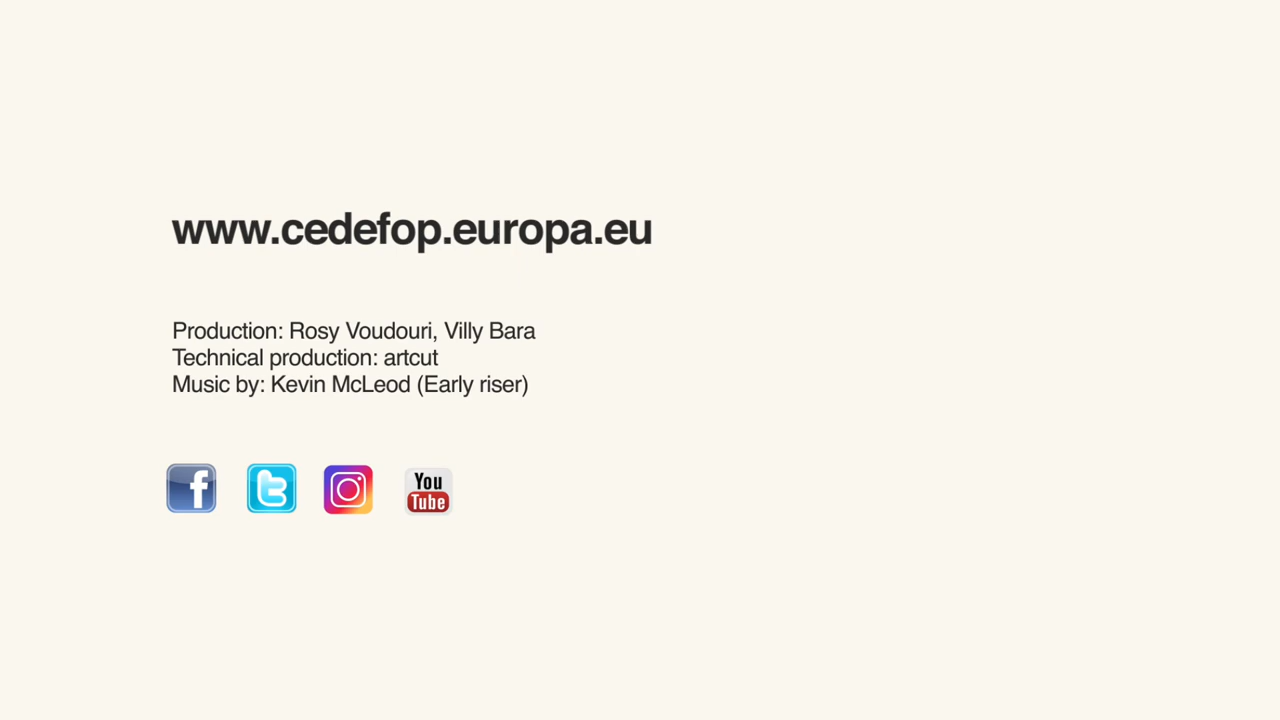 www.cedefop.europa.eu
Production: Rosy Voudouri, Villy Bara
Technical production: artcut
Music by: Kevin McLeod (Early riser)
f t You
Tube